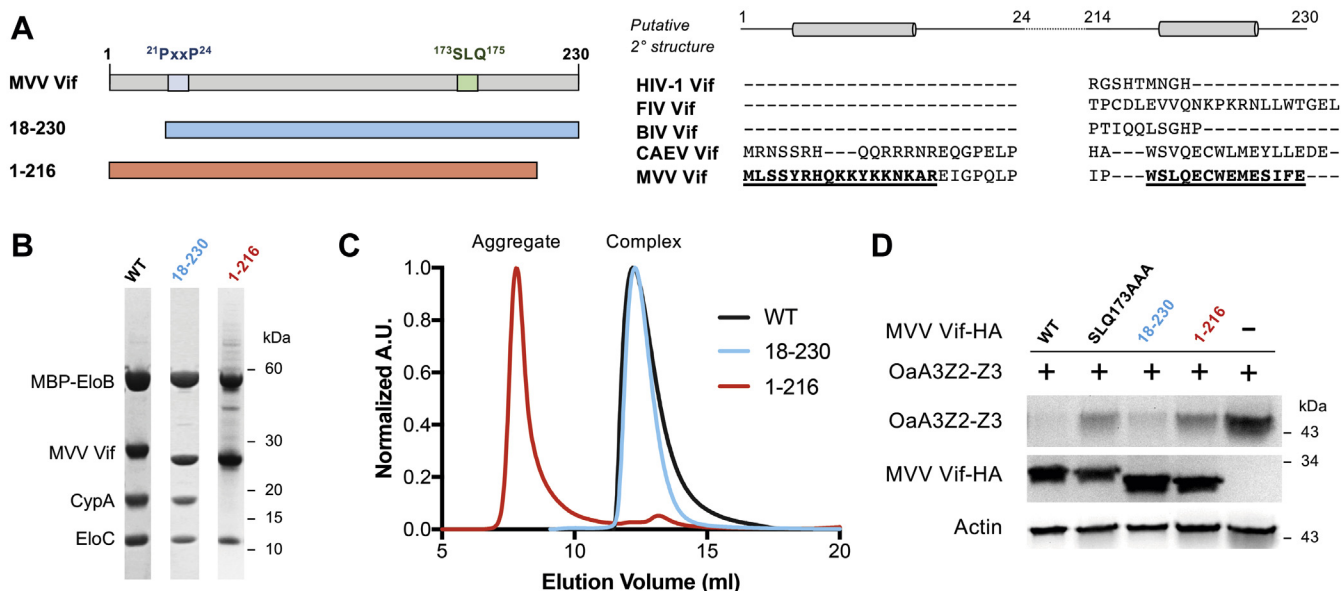 A
1
²¹PxxP²⁴
¹⁷³SLQ¹⁷⁵
230
MVV Vif
18-230
1-216
Putative
2° structure
1
24
214
230
HIV-1 Vif ------------------------ RGSHTMNGH------------
FIV Vif ------------------------ TPCDLEVVQNKPKRNLLWTGEL
BIV Vif ------------------------ PTIQQLSGHP-----------
CAEV Vif MRNSSRH---QQRRRNREQGPELP HA---WSVQECWLMEYLLEDE-
MVV Vif MLSSYRHQKKYKKNKAREIGPQLP IP---WSLQECWEMESIFE---
B
WT
18-230
1-216
kDa
MBP-EloB
60
MVV Vif
30
CypA
20
15
EloC
10
C
Aggregate
Complex
Normalized A.U.
1.0
0.8
0.6
0.4
0.2
0.0
5
10
15
20
Elution Volume (ml)
WT
18-230
1-216
D
MVV Vif-HA
WT
SLQ173AAA
18-230
1-216
–
OaA3Z2-Z3
+ + + + +
kDa
OaA3Z2-Z3
43
MVV Vif-HA
34
Actin
43